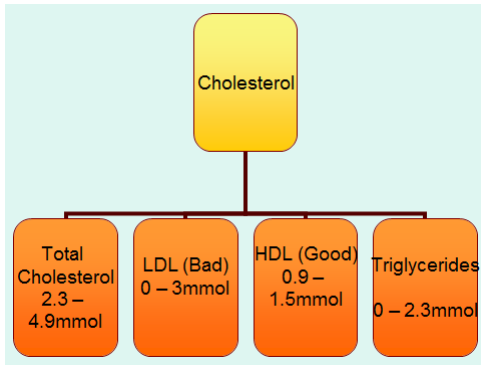 Cholesterol
Total
Cholesterol
2.3 –
4.9mmol
LDL (Bad)
0 – 3mmol
HDL (Good)
0.9 –
1.5mmol
Triglycerides
0 – 2.3mmol